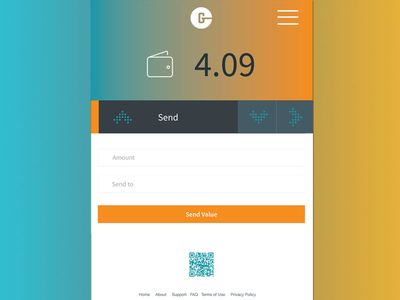 G
4.09
Send
Amount
Send to
Send Value
Home About Support FAQ Terms of Use Privacy Policy